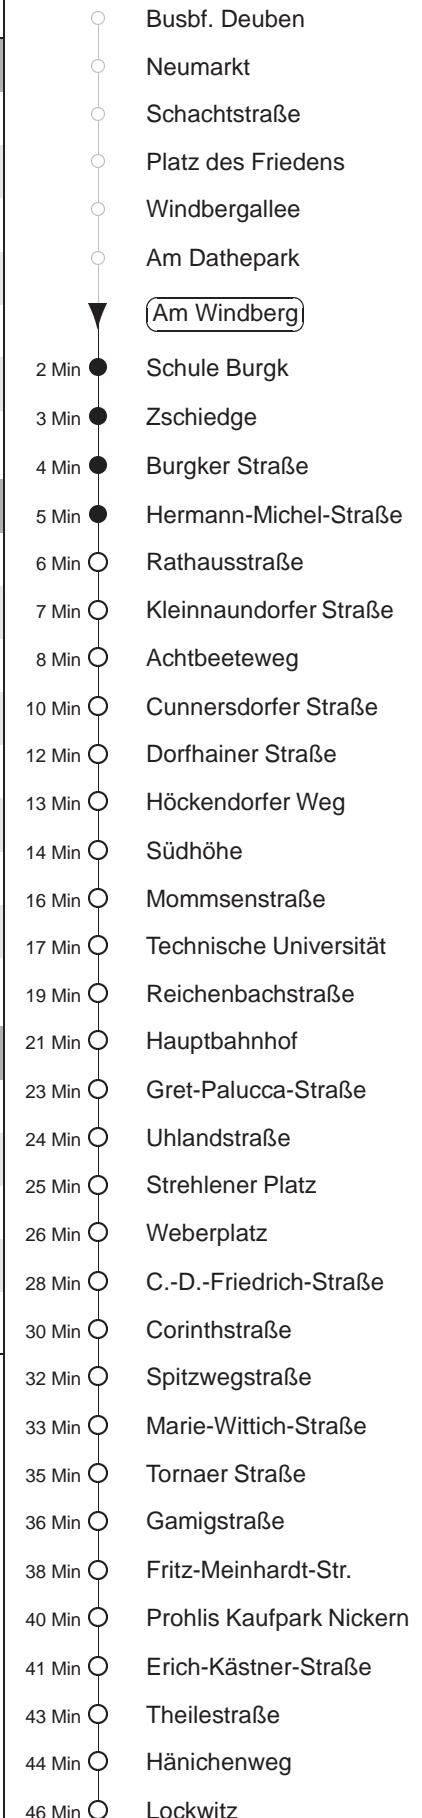 Busbf. Deuben
Neumarkt
Schachtstraße
Platz des Friedens
Windbergallee
Am Dathepark
Am Windberg
2 Min Schule Burgk
3 Min Zschiedge
4 Min Burgker Straße
5 Min Hermann-Michel-Straße
6 Min Rathausstraße
7 Min Kleinnaundorfer Straße
8 Min Achtbeeteweg
10 Min Cunnersdorfer Straße
12 Min Dorfhainer Straße
13 Min Höckendorfer Weg
14 Min Südhöhe
16 Min Mommsenstraße
17 Min Technische Universität
19 Min Reichenbachstraße
21 Min Hauptbahnhof
23 Min Gret-Palucca-Straße
24 Min Uhlandstraße
25 Min Strehlener Platz
26 Min Weberplatz
28 Min C.-D.-Friedrich-Straße
30 Min Corinthstraße
32 Min Spitzwegstraße
33 Min Marie-Wittich-Straße
35 Min Tornaer Straße
36 Min Gamigstraße
38 Min Fritz-Meinhardt-Str.
40 Min Prohlis Kaufpark Nickern
41 Min Erich-Kästner-Straße
43 Min Theilestraße
44 Min Hänichenweg
46 Min Lockwitz